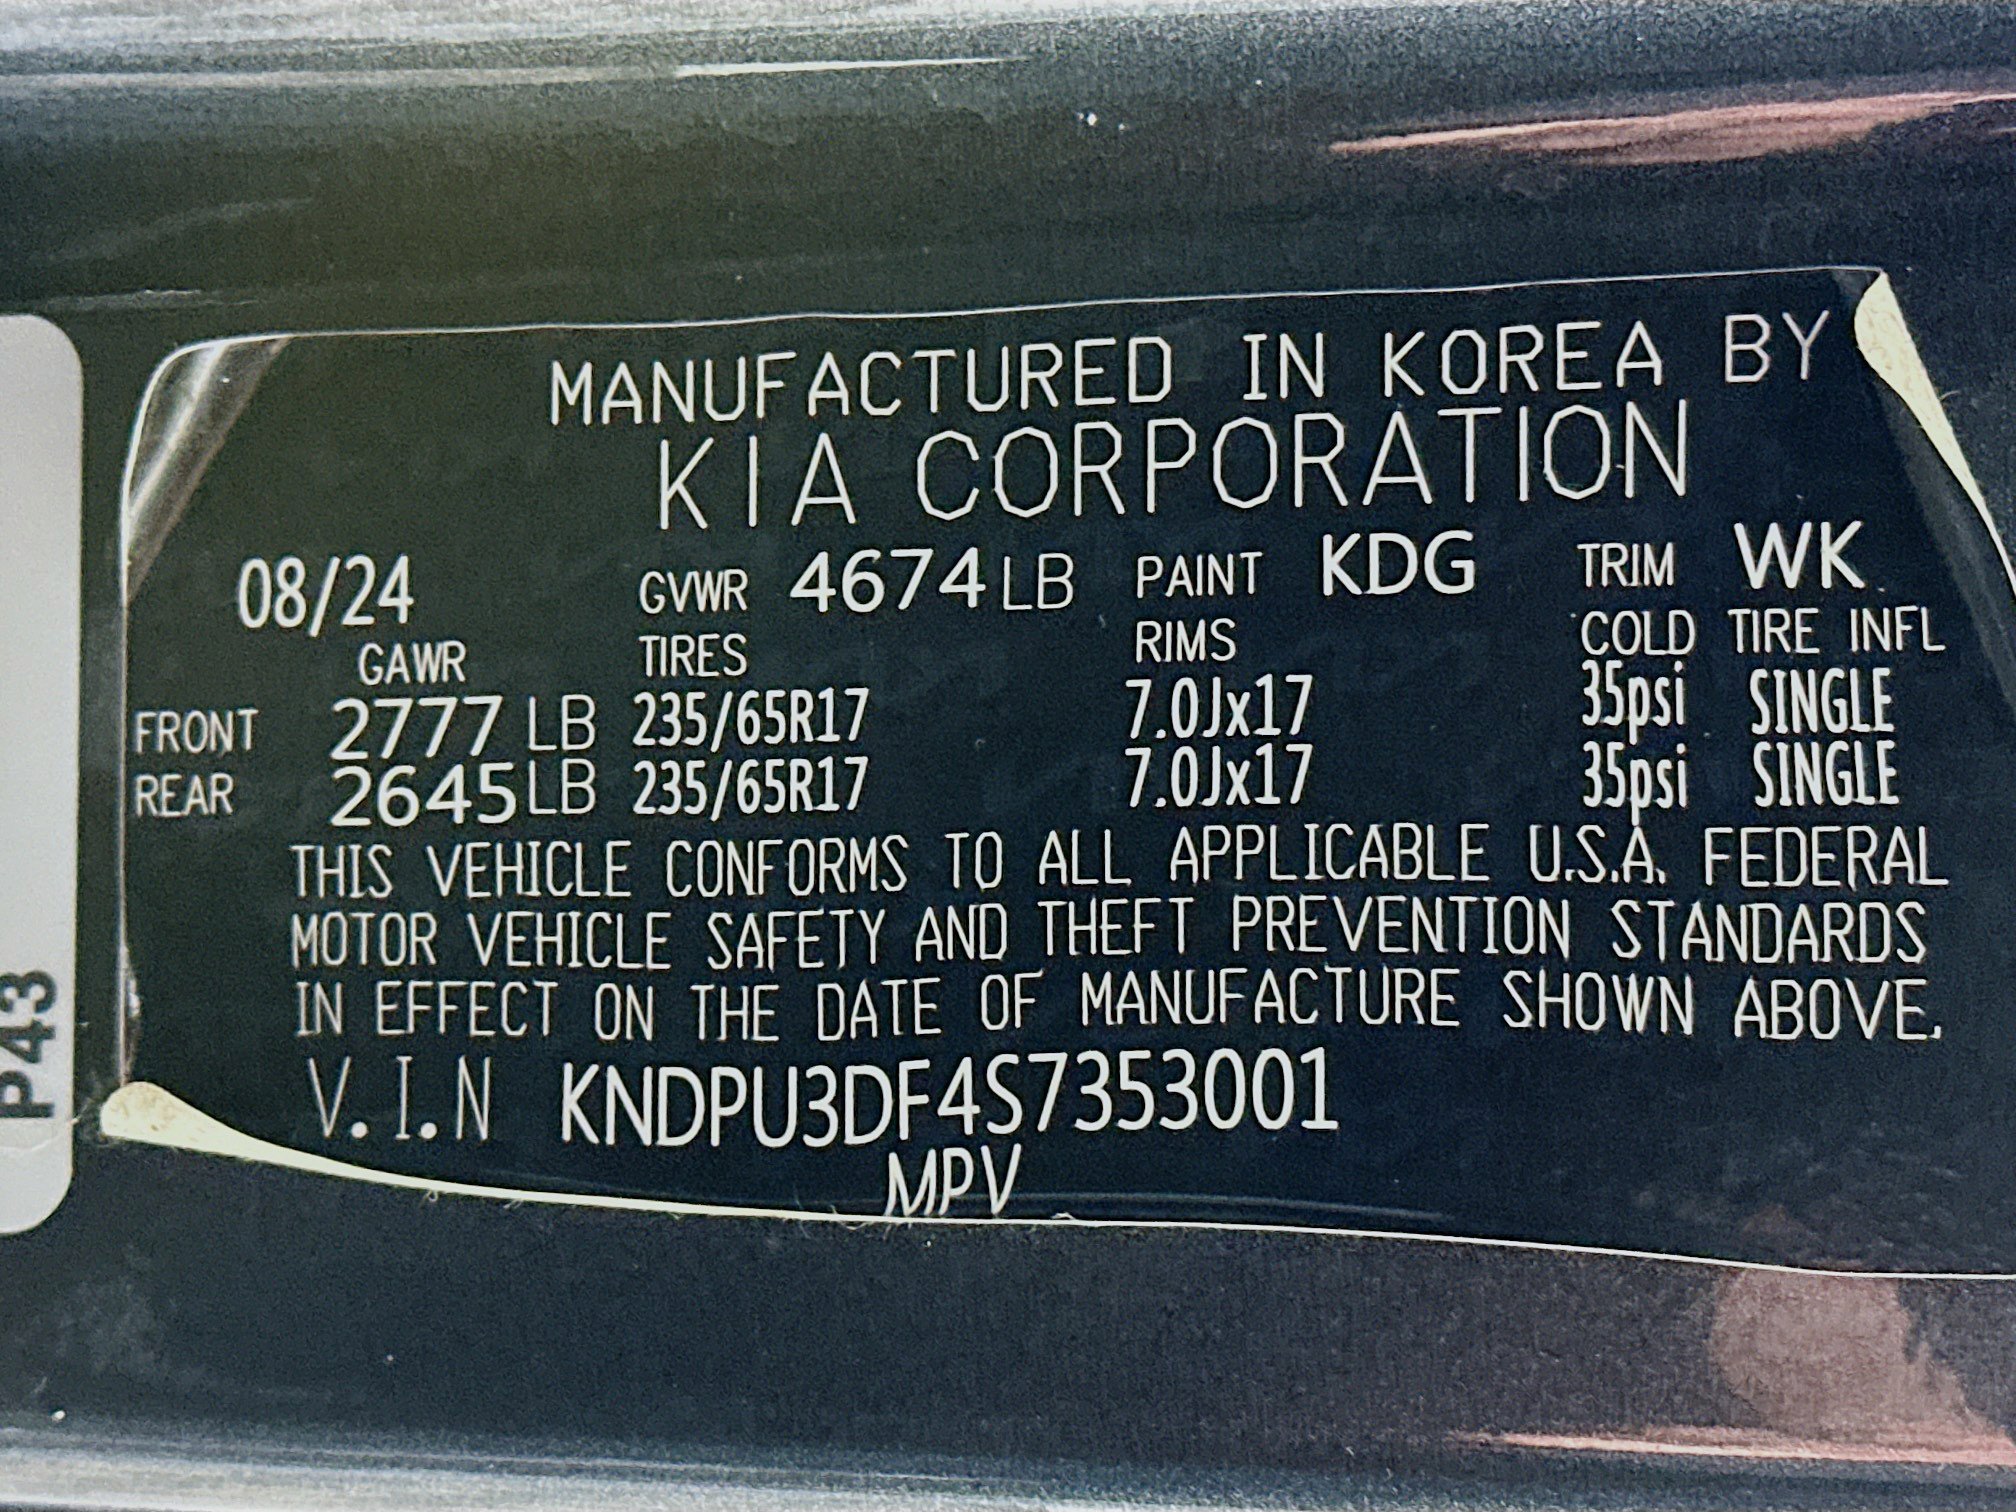 MANUFACTURED IN KOREA BY
KIA CORPORATION
08/24 GVWR 4674 LB PAINT KDG TRIM WK
GAWR TIRES RIMS COLD TIRE INFL
FRONT 2777 LB 235/65R17 7.0Jx17 35psi SINGLE
REAR 2645 LB 235/65R17 7.0Jx17 35psi SINGLE
THIS VEHICLE CONFORMS TO ALL APPLICABLE U.S.A. FEDERAL
MOTOR VEHICLE SAFETY AND THEFT PREVENTION STANDARDS
IN EFFECT ON THE DATE OF MANUFACTURE SHOWN ABOVE.
V.I.N KNDPU3DF4S7353001
MPV
P43